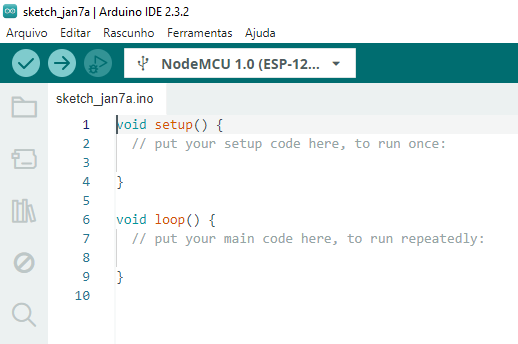 sketch_jan7a | Arduino IDE 2.3.2
Arquivo Editar Rascunho Ferramentas Ajuda
NodeMCU 1.0 (ESP-12...
sketch_jan7a.ino
1 void setup() {
2 // put your setup code here, to run once:
3
4 }
5
6 void loop() {
7 // put your main code here, to run repeatedly:
8
9 }
10